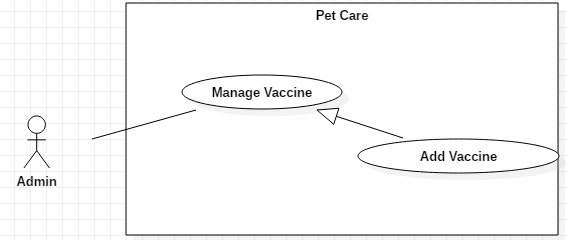 Pet Care
Manage Vaccine
Add Vaccine
Admin